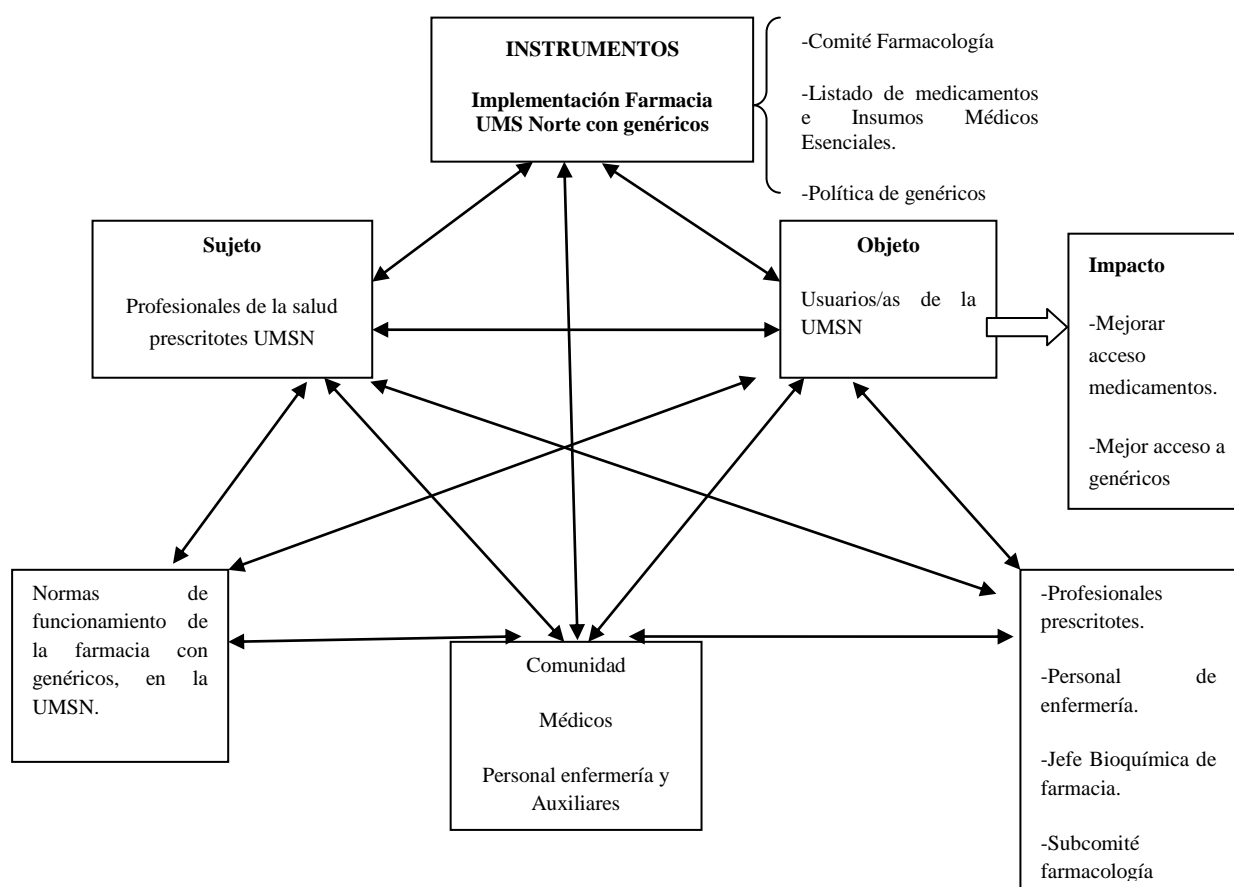 INSTRUMENTOS
Implementación Farmacia
UMS Norte con genéricos
-Comité Farmacología
-Listado de medicamentos
e Insumos Médicos
Esenciales.
-Política de genéricos
Sujeto
Profesionales de la salud
prescritotes UMSN
Objeto
Usuarios/as de la
UMSN
Impacto
-Mejorar
acceso
medicamentos.
-Mejor acceso a
genéricos
Normas de
funcionamiento de
la farmacia con
genéricos, en la
UMSN.
Comunidad
Médicos
Personal enfermería y
Auxiliares
-Profesionales
prescritotes.
-Personal de
enfermería.
-Jefe Bioquímica de
farmacia.
-Subcomité
farmacología